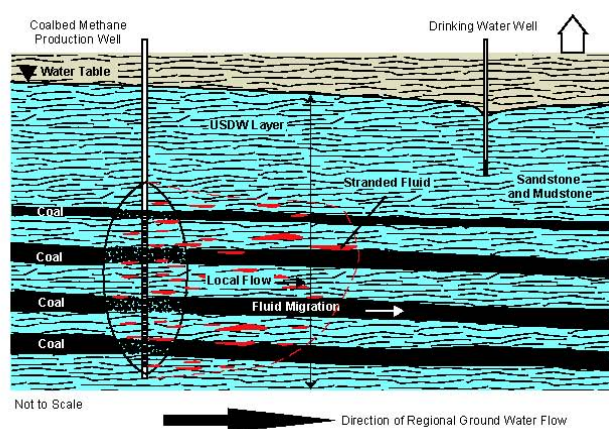 Coalbed Methane
Production Well
Drinking Water Well
Water Table
USDW Layer
Stranded Fluid
Sandstone
and Mudstone
Coal
Coal
Local Flow
Coal
Fluid Migration
Coal
Not to Scale
Direction of Regional Ground Water Flow